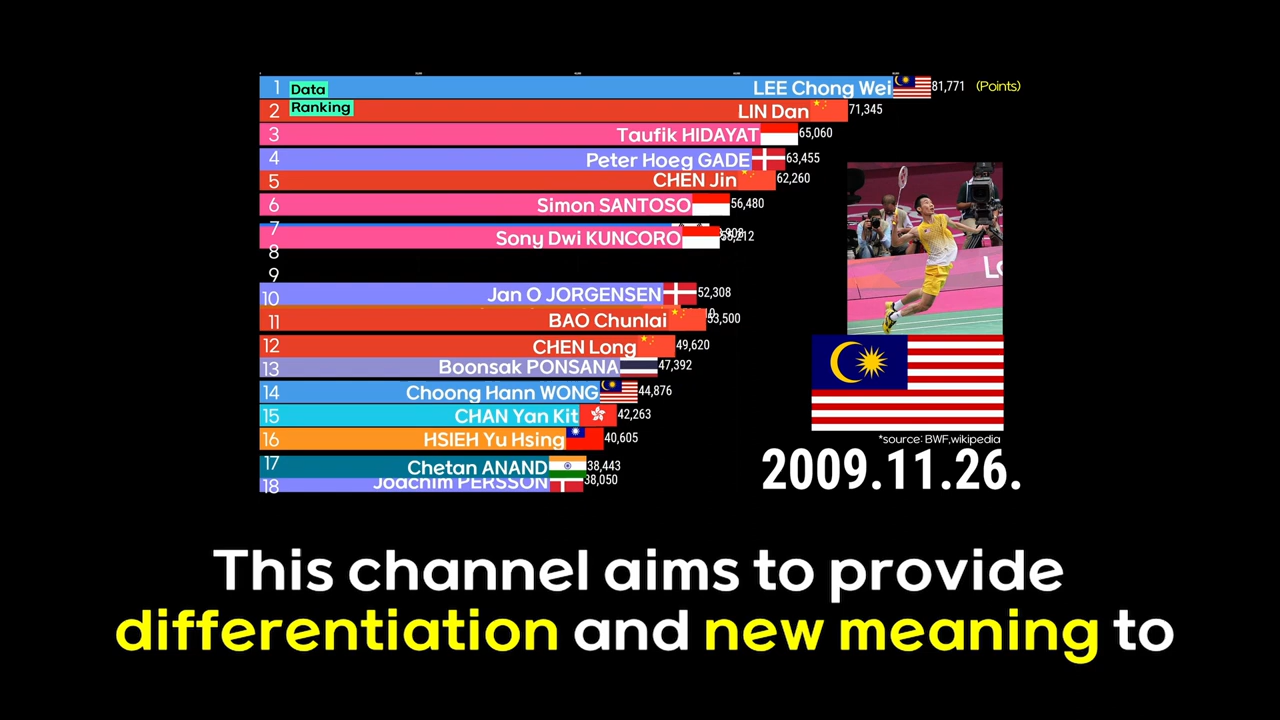 1 Data LEE Chong Wei 81,771 (Points)
2 Ranking LIN Dan 71,345
3 Taufik HIDAYAT 65,060
4 Peter Hoeg GADE 63,455
5 CHEN Jin 62,260
6 Simon SANTOSO 56,480
7
Sony Dwi KUNCORO 55,212
8
9
10 Jan O JORGENSEN 52,308
11 BAO Chunlai 53,500
12 CHEN Long 49,620
13 Boonsak PONSANA 47,392
14 Choong Hann WONG 44,876
15 CHAN Yan Kit 42,263
16 HSIEH Yu Hsing 40,605
17 Chetan ANAND 38,443
18 Joachim PERSSON 38,050
*source: BWF,wikipedia
2009.11.26.
This channel aims to provide
differentiation and new meaning to